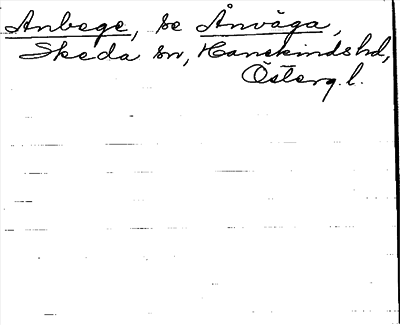 Anbege, se Ånväga,
Skeda sn, Hanekinds hd,
Österg. l.